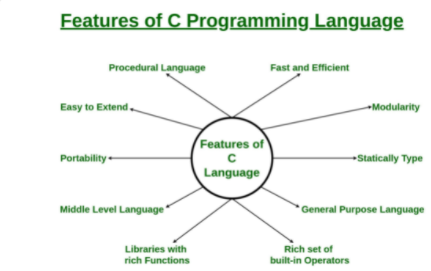 Features of C Programming Language
Procedural Language
Fast and Efficient
Easy to Extend
Modularity
Features of
C
Language
Portability
Statically Type
Middle Level Language
General Purpose Language
Libraries with
rich Functions
Rich set of
built-in Operators